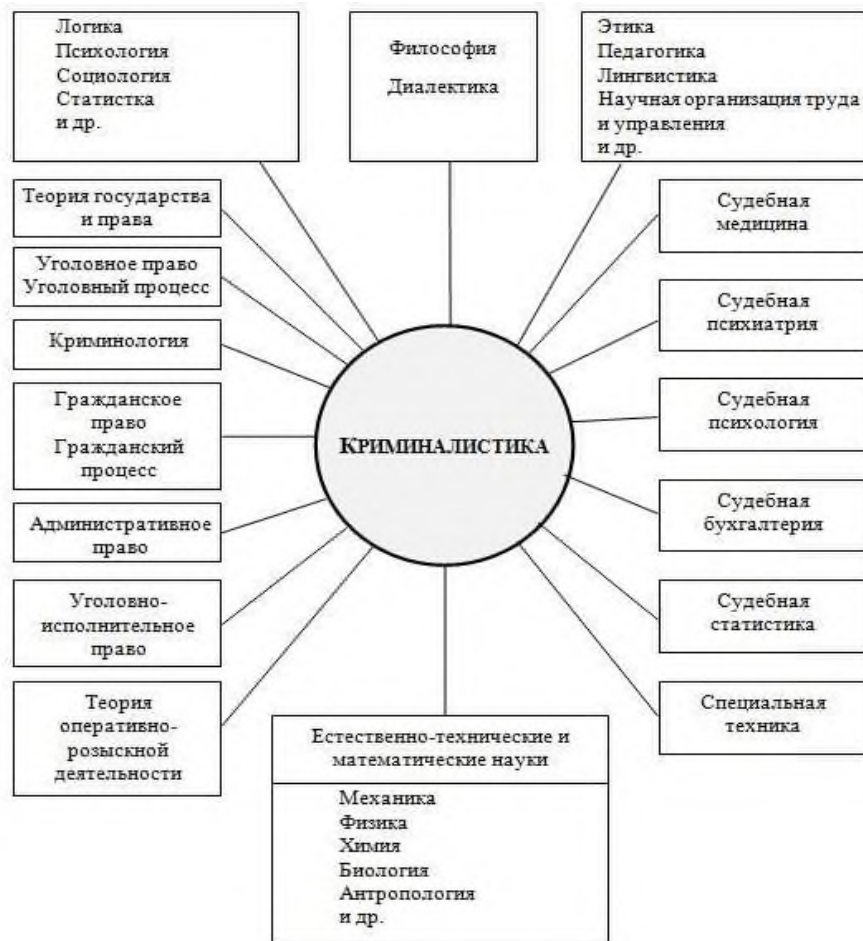 Логика
Психология
Социология
Статистка
и др.
Философия
Диалектика
Этика
Педагогика
Лингвистика
Научная организация труда
и управления
и др.
Теория государства
и права
Уголовное право
Уголовный процесс
Криминология
Гражданское
право
Гражданский
процесс
Административное
право
Уголовно-
исполнительное
право
Теория
оперативно-
розыскной
деятельности
КРИМИНАЛИСТИКА
Судебная
медицина
Судебная
психиатрия
Судебная
психология
Судебная
бухгалтерия
Судебная
статистика
Специальная
техника
Естественно-технические и
математические науки
Механика
Физика
Химия
Биология
Антропология
и др.